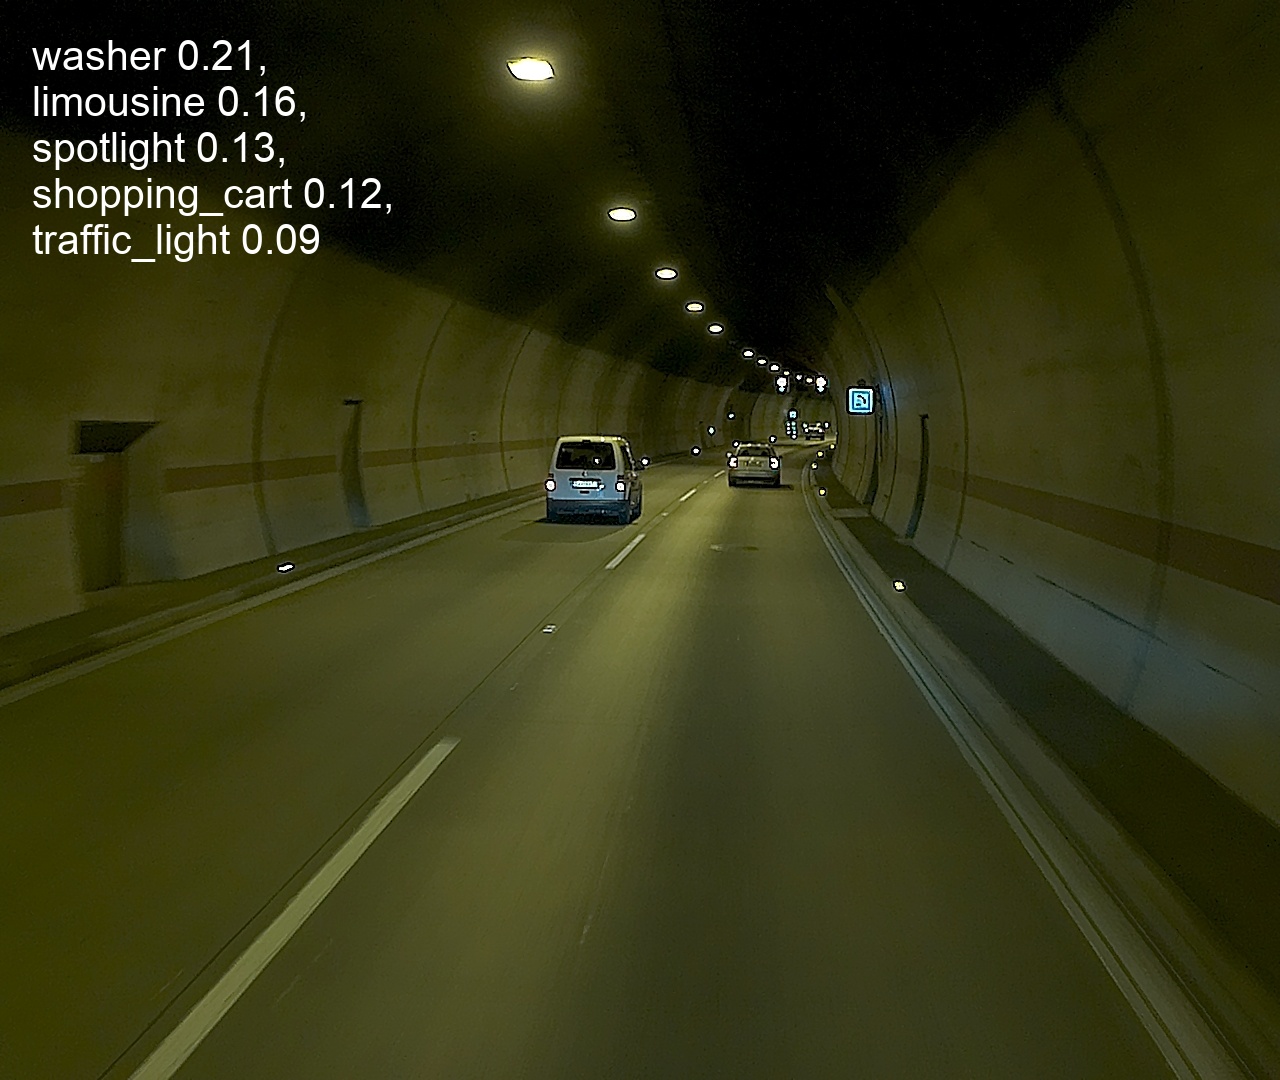 washer 0.21,
limousine 0.16,
spotlight 0.13,
shopping_cart 0.12,
traffic_light 0.09